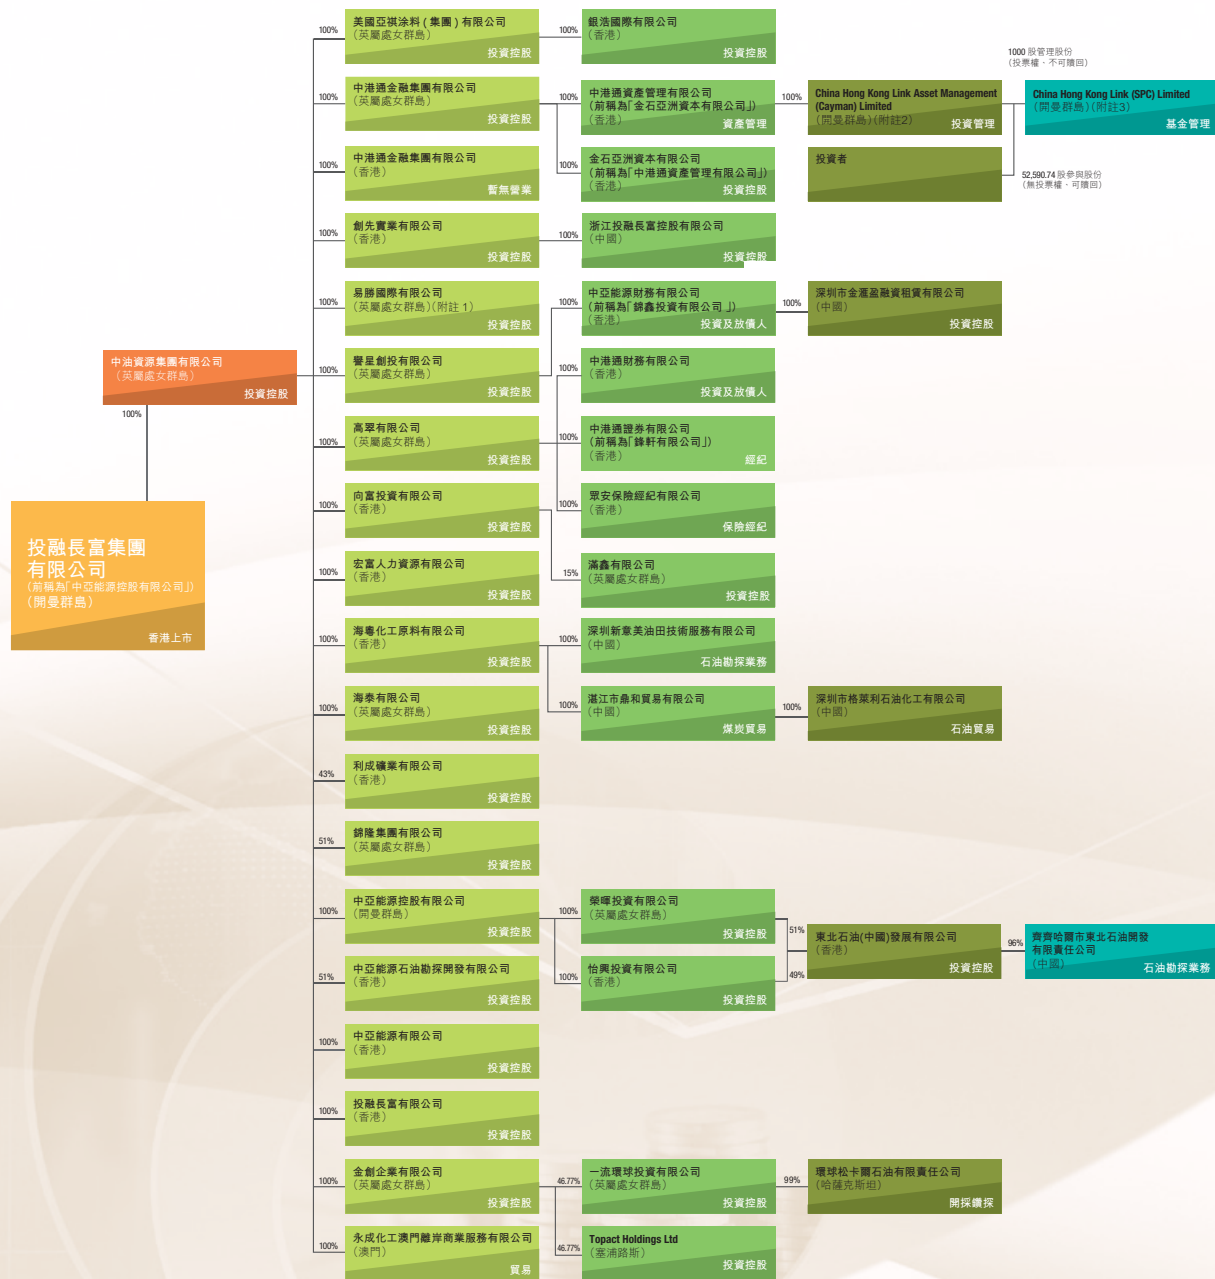 投融長富集團
有限公司
(前稱為「中亞能源控股有限公司」)
(開曼群島)
香港上市
100%
中油資源集團有限公司
(英屬處女群島)
投資控股
100%
美國亞祺涂料 ( 集團 ) 有限公司
(英屬處女群島)
投資控股
100%
銀浩國際有限公司
(香港)
投資控股
100%
中港通金融集團有限公司
(英屬處女群島)
投資控股
100%
中港通資產管理有限公司
(前稱為「金石亞洲資本有限公司」)
(香港)
資產管理
100%
China Hong Kong Link Asset Management
(Cayman) Limited
(開曼群島)(附註2)
投資管理
1000 股管理股份
(投票權、不可贖回)
China Hong Kong Link (SPC) Limited
(開曼群島)(附註3)
基金管理
100%
中港通金融集團有限公司
(香港)
暫無營業
100%
金石亞洲資本有限公司
(前稱為「中港通資產管理有限公司」)
(香港)
投資控股
投資者
52,590.74 股參與股份
(無投票權、可贖回)
100%
創先實業有限公司
(香港)
投資控股
100%
浙江投融長富控股有限公司
(中國)
投資控股
100%
易勝國際有限公司
(英屬處女群島)(附註 1)
投資控股
100%
中亞能源財務有限公司
(前稱為「錦鑫投資有限公司 」)
(香港)
投資及放債人
100%
深圳市金滙盈融資租賃有限公司
(中國)
投資控股
100%
譽星創投有限公司
(英屬處女群島)
投資控股
100%
中港通財務有限公司
(香港)
投資及放債人
100%
高翠有限公司
(英屬處女群島)
投資控股
100%
中港通證券有限公司
(前稱為「鋒軒有限公司」)
(香港)
經紀
100%
向富投資有限公司
(香港)
投資控股
100%
眾安保險經紀有限公司
(香港)
保險經紀
100%
宏富人力資源有限公司
(香港)
投資控股
15%
滿鑫有限公司
(英屬處女群島)
投資控股
100%
海粵化工原料有限公司
(香港)
投資控股
100%
深圳新意美油田技術服務有限公司
(中國)
石油勘探業務
100%
海泰有限公司
(英屬處女群島)
投資控股
100%
湛江市鼎和貿易有限公司
(中國)
煤炭貿易
100%
深圳市格萊利石油化工有限公司
(中國)
石油貿易
43%
利成礦業有限公司
(香港)
投資控股
51%
錦隆集團有限公司
(英屬處女群島)
投資控股
100%
中亞能源控股有限公司
(開曼群島)
投資控股
100%
榮暉投資有限公司
(英屬處女群島)
投資控股
51%
東北石油(中國)發展有限公司
(香港)
投資控股
96%
齊齊哈爾市東北石油開發
有限責任公司
(中國)
石油勘探業務
51%
中亞能源石油勘探開發有限公司
(香港)
投資控股
100%
怡興投資有限公司
(香港)
投資控股
49%
100%
中亞能源有限公司
(香港)
投資控股
100%
投融長富有限公司
(香港)
投資控股
100%
金創企業有限公司
(英屬處女群島)
投資控股
46.77%
一流環球投資有限公司
(英屬處女群島)
投資控股
99%
環球松卡爾石油有限責任公司
(哈薩克斯坦)
開採鑽探
100%
永成化工澳門離岸商業服務有限公司
(澳門)
貿易
46.77%
Topact Holdings Ltd
(塞浦路斯)
投資控股